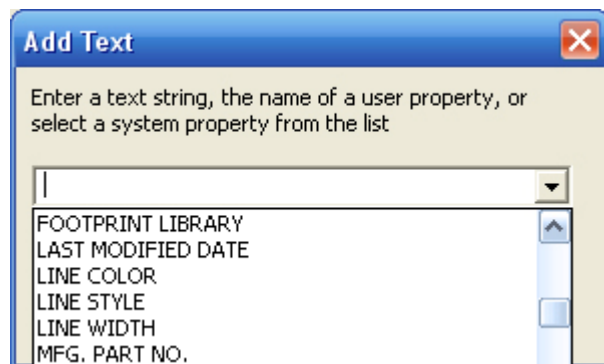 Add Text
Enter a text string, the name of a user property, or
select a system property from the list
FOOTPRINT LIBRARY
LAST MODIFIED DATE
LINE COLOR
LINE STYLE
LINE WIDTH
MFG. PART NO.